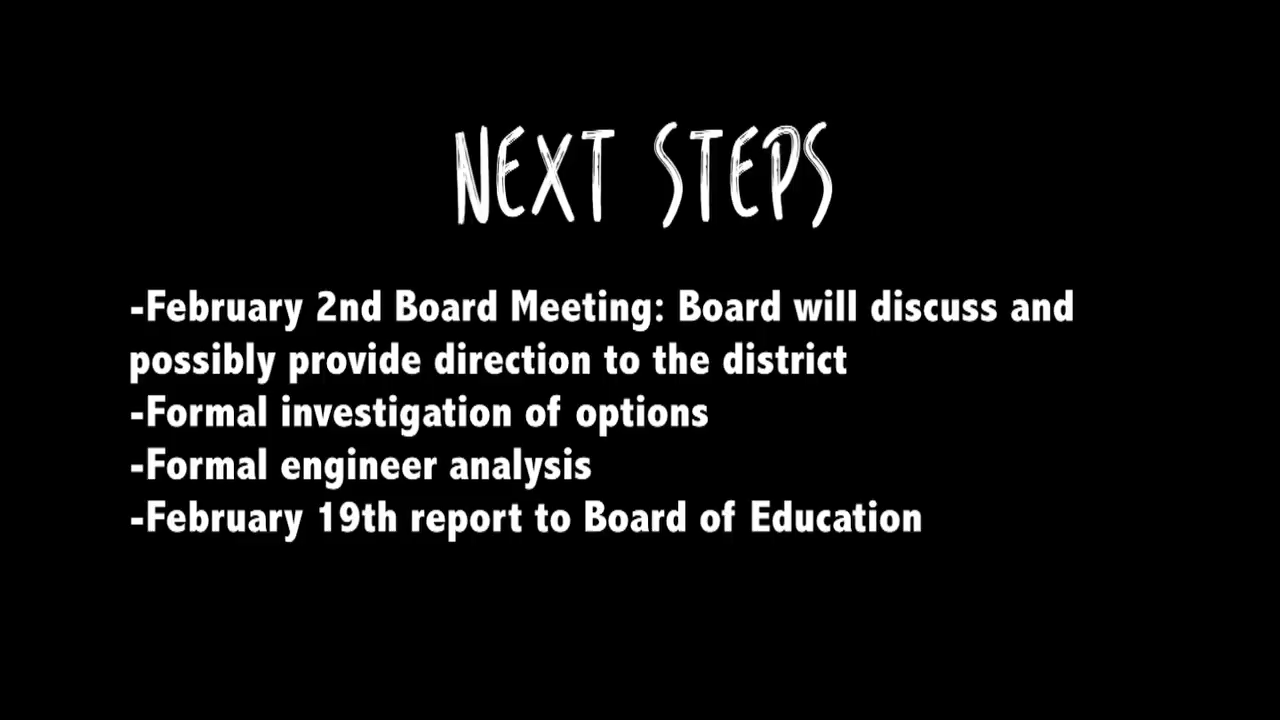 NEXT STEPS
-February 2nd Board Meeting: Board will discuss and
possibly provide direction to the district
-Formal investigation of options
-Formal engineer analysis
-February 19th report to Board of Education